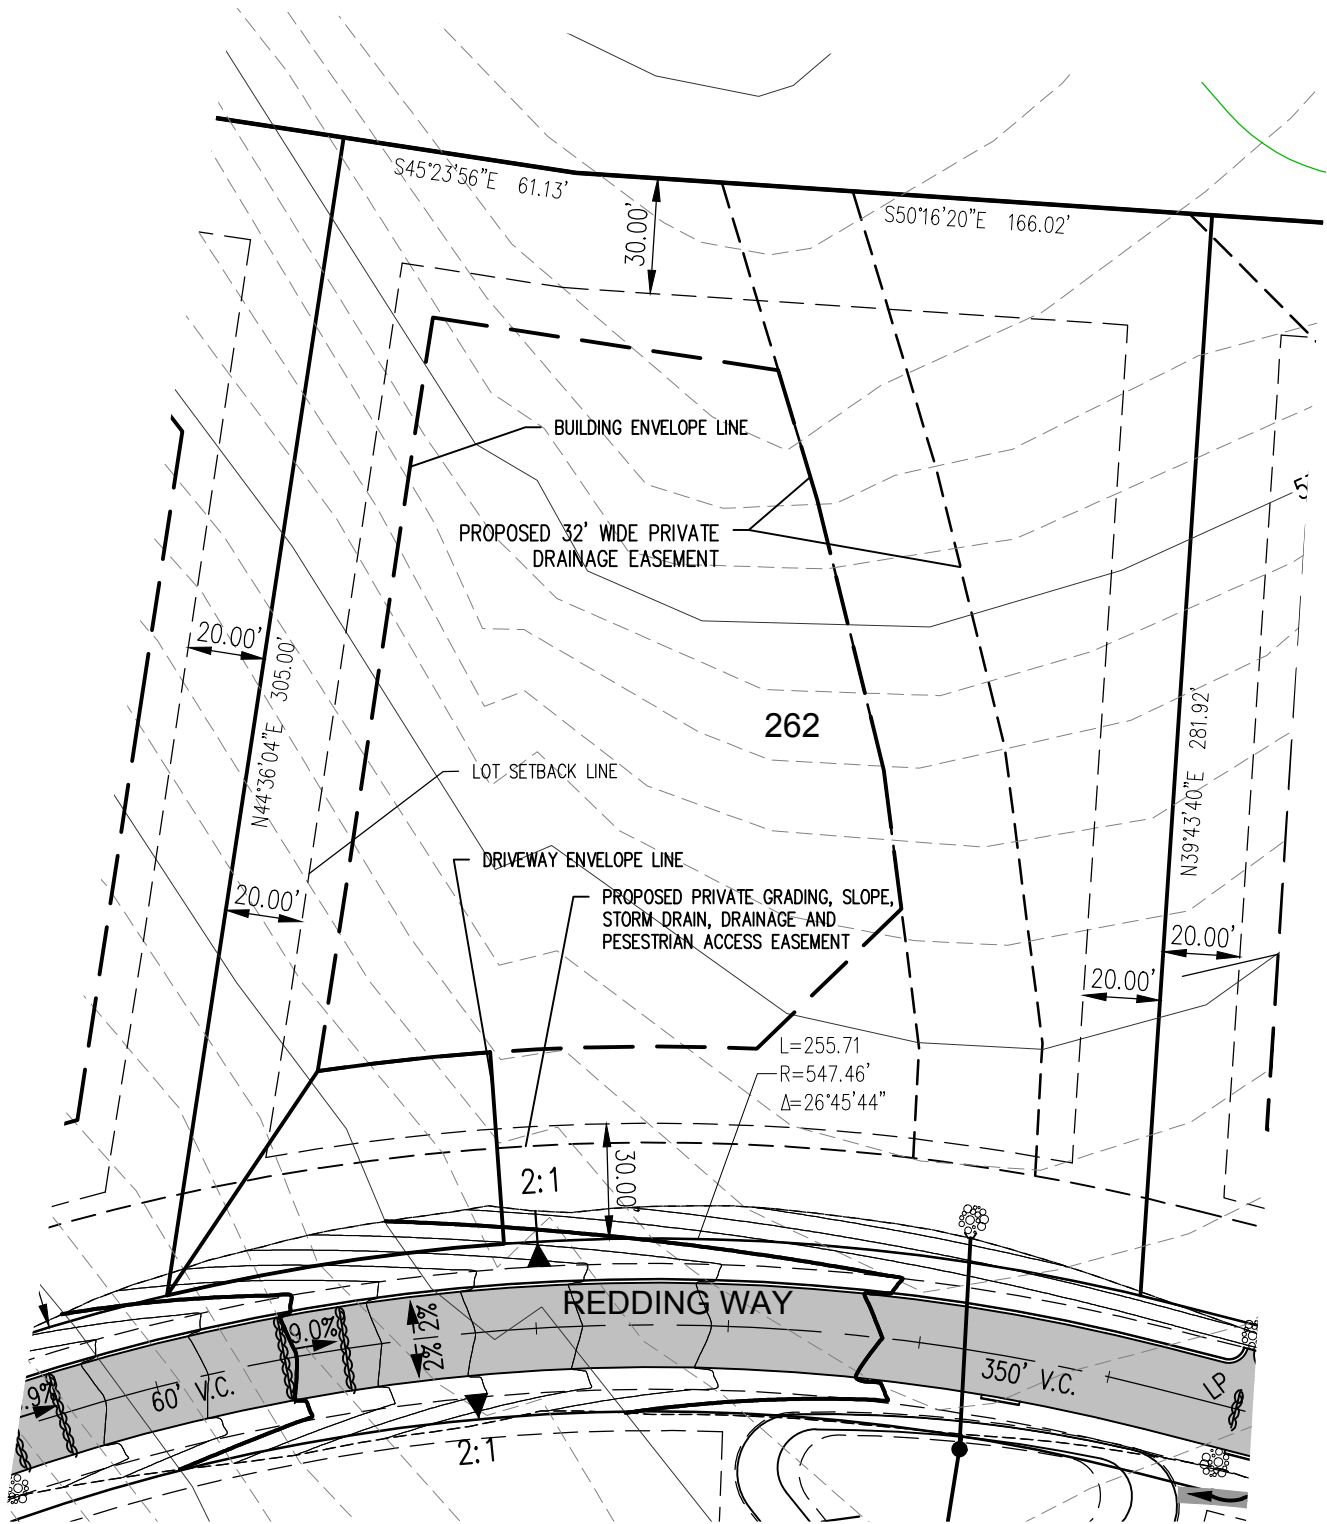 S45°23'56"E 61.13'
S50°16'20"E 166.02'
30.00'
BUILDING ENVELOPE LINE
PROPOSED 32' WIDE PRIVATE
DRAINAGE EASEMENT
20.00'
N44°36'04"E 305.00'
262
N39°43'40"E 281.92'
LOT SETBACK LINE
DRIVEWAY ENVELOPE LINE
20.00'
PROPOSED PRIVATE GRADING, SLOPE,
STORM DRAIN, DRAINAGE AND
PESESTRIAN ACCESS EASEMENT
20.00'
20.00'
L=255.71
R=547.46'
Δ=26°45'44"
2:1
30.00'
REDDING WAY
9.0%
2% 2%
.9%
60' V.C.
350' V.C.
LP
2:1